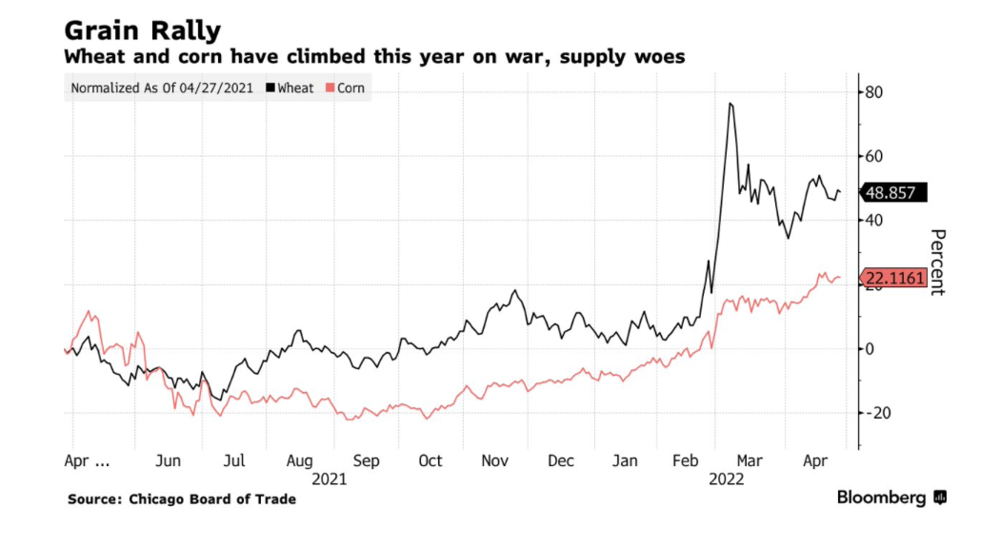 Grain Rally
Wheat and corn have climbed this year on war, supply woes
Normalized As Of 04/27/2021 Wheat Corn
80
60
48.857
40
22.1161
20
0
-20
Percent
Apr ... Jun Jul Aug Sep Oct Nov Dec Jan Feb Mar Apr
2021 2022
Source: Chicago Board of Trade
Bloomberg